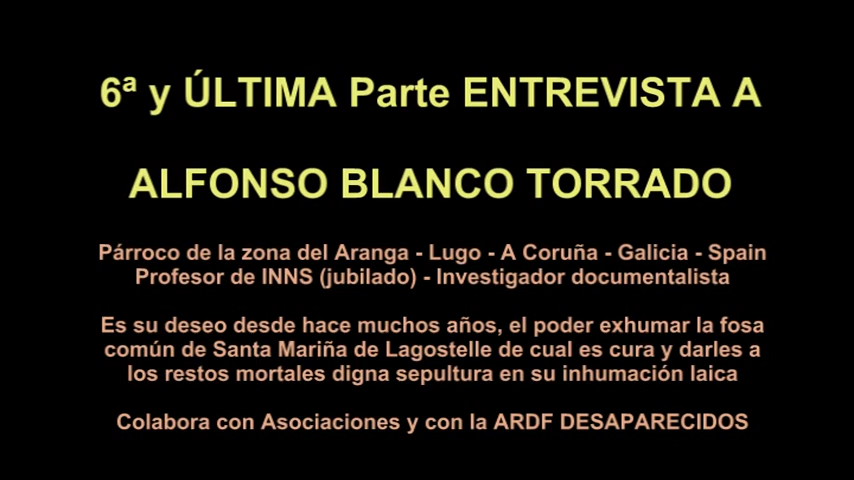 6ª y ÚLTIMA Parte ENTREVISTA A
ALFONSO BLANCO TORRADO
Párroco de la zona del Aranga - Lugo - A Coruña - Galicia - Spain
Profesor de INNS (jubilado) - Investigador documentalista
Es su deseo desde hace muchos años, el poder exhumar la fosa
común de Santa Mariña de Lagostelle de cual es cura y darles a
los restos mortales digna sepultura en su inhumación laica
Colabora con Asociaciones y con la ARDF DESAPARECIDOS